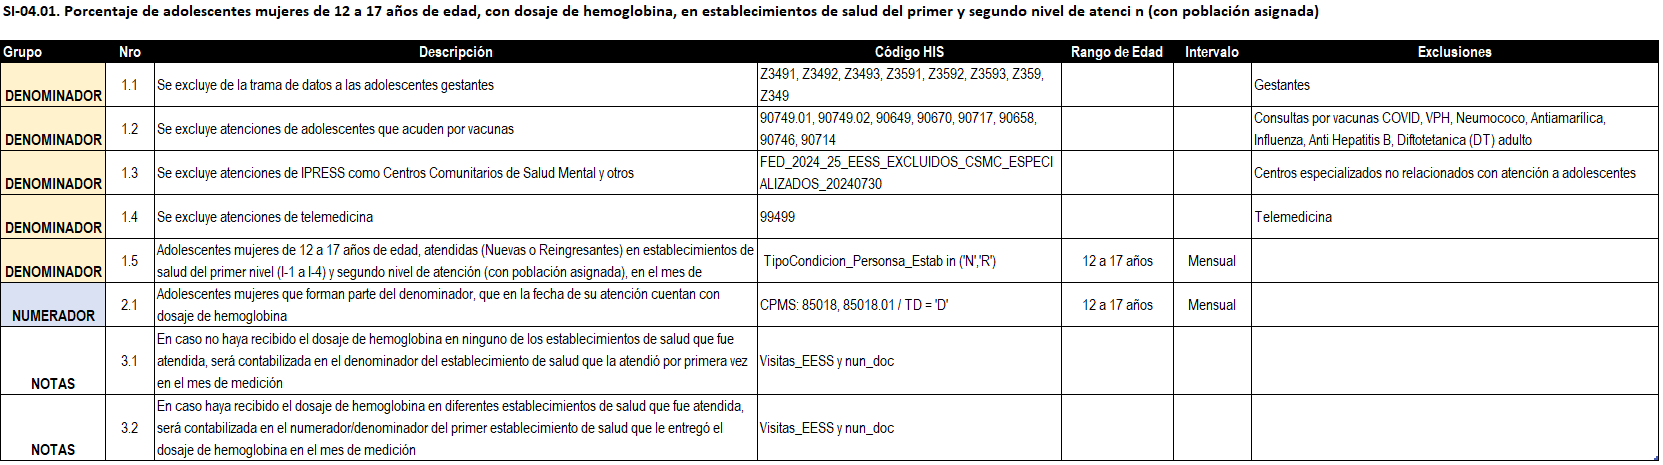 SI-04.01. Porcentaje de adolescentes mujeres de 12 a 17 años de edad, con dosaje de hemoglobina, en establecimientos de salud del primer y segundo nivel de atenci n (con población asignada)
Grupo Nro Descripción Código HIS Rango de Edad Intervalo Exclusiones
DENOMINADOR 1.1 Se excluye de la trama de datos a las adolescentes gestantes
Z3491, Z3492, Z3493, Z3591, Z3592, Z3593, Z359,
Z349
Gestantes
DENOMINADOR 1.2 Se excluye atenciones de adolescentes que acuden por vacunas
90749.01, 90749.02, 90649, 90670, 90717, 90658,
90746, 90714
Consultas por vacunas COVID, VPH, Neumococo, Antiamarílica,
Influenza, Anti Hepatitis B, Diftotetanica (DT) adulto
DENOMINADOR 1.3 Se excluye atenciones de IPRESS como Centros Comunitarios de Salud Mental y otros
FED_2024_25_EESS_EXCLUIDOS_CSMC_ESPECI
ALIZADOS_20240730
Centros especializados no relacionados con atención a adolescentes
DENOMINADOR 1.4 Se excluye atenciones de telemedicina 99499 Telemedicina
DENOMINADOR 1.5
Adolescentes mujeres de 12 a 17 años de edad, atendidas (Nuevas o Reingresantes) en establecimientos de
salud del primer nivel (I-1 a I-4) y segundo nivel de atención (con población asignada), en el mes de
TipoCondicion_Personsa_Estab in ('N','R') 12 a 17 años Mensual
NUMERADOR 2.1
Adolescentes mujeres que forman parte del denominador, que en la fecha de su atención cuentan con
dosaje de hemoglobina
CPMS: 85018, 85018.01 / TD = 'D' 12 a 17 años Mensual
NOTAS 3.1
En caso no haya recibido el dosaje de hemoglobina en ninguno de los establecimientos de salud que fue
atendida, será contabilizada en el denominador del establecimiento de salud que la atendió por primera vez
en el mes de medición
Visitas_EESS y nun_doc
NOTAS 3.2
En caso haya recibido el dosaje de hemoglobina en diferentes establecimientos de salud que fue atendida,
será contabilizada en el numerador/denominador del primer establecimiento de salud que le entregó el
dosaje de hemoglobina en el mes de medición
Visitas_EESS y nun_doc